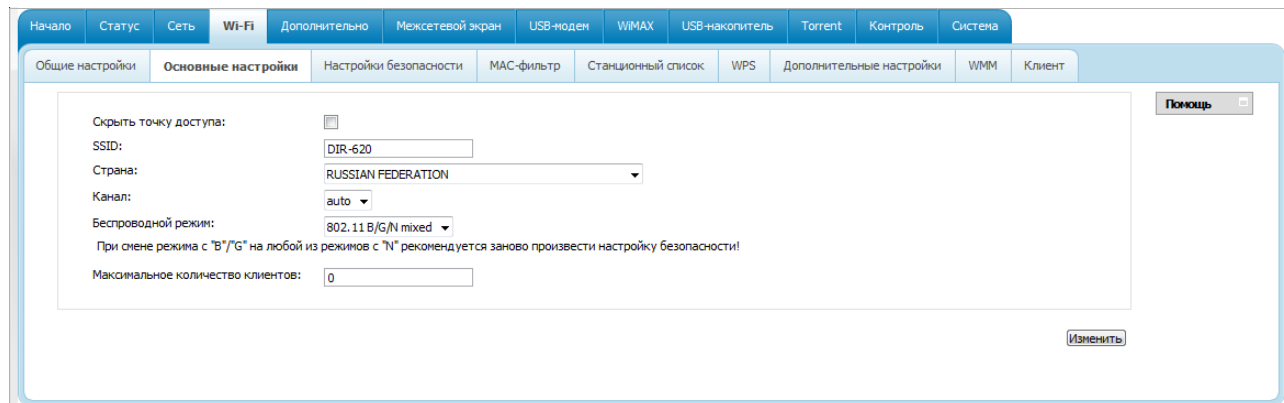 Начало Статус Сеть Wi-Fi Дополнительно Межсетевой экран USB-модем WiMAX USB-накопитель Torrent Контроль Система
Общие настройки Основные настройки Настройки безопасности MAC-фильтр Станционный список WPS Дополнительные настройки WMM Клиент
Помощь
Скрыть точку доступа:
SSID: DIR-620
Страна: RUSSIAN FEDERATION
Канал: auto
Беспроводной режим: 802.11 B/G/N mixed
При смене режима с "B"/"G" на любой из режимов с "N" рекомендуется заново произвести настройку безопасности!
Максимальное количество клиентов: 0
Изменить